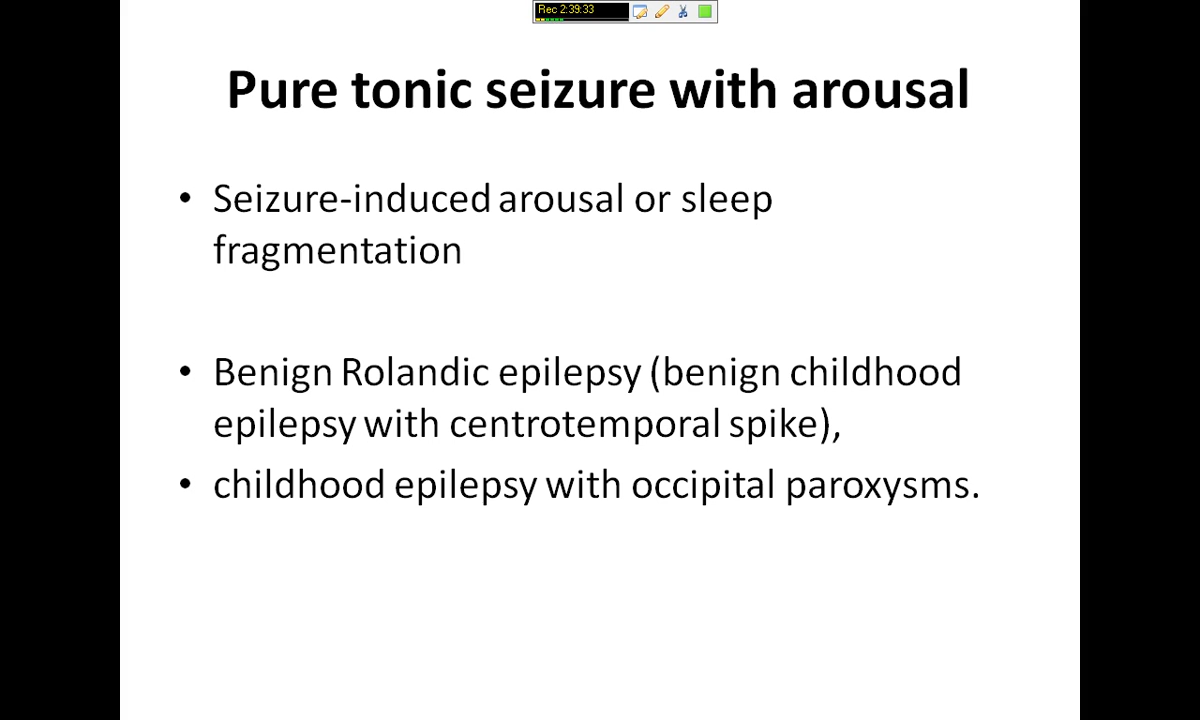 Rec 2:39:33
Pure tonic seizure with arousal
• Seizure-induced arousal or sleep
fragmentation
• Benign Rolandic epilepsy (benign childhood
epilepsy with centrotemporal spike),
• childhood epilepsy with occipital paroxysms.